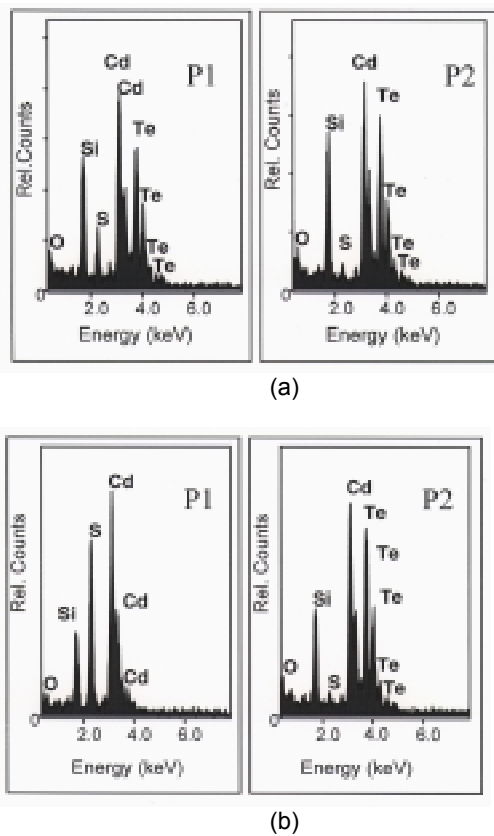 Cd
P1
Cd
Te
Si
Te
S
O
Te
Te
Rel.Counts
0
2.0 4.0 6.0
Energy (keV)
Cd
P2
Te
Si
Te
O
S
Te
Te
Rel. Counts
0
2.0 4.0 6.0
Energy (keV)
(a)
Cd
P1
S
Cd
Si
Cd
O
Rel. Counts
0
2.0 4.0 6.0
Energy (keV)
Cd
P2
Te
Te
Si
Te
O
Te
S
Te
Rel. Counts
0
2.0 4.0 6.0
Energy (keV)
(b)